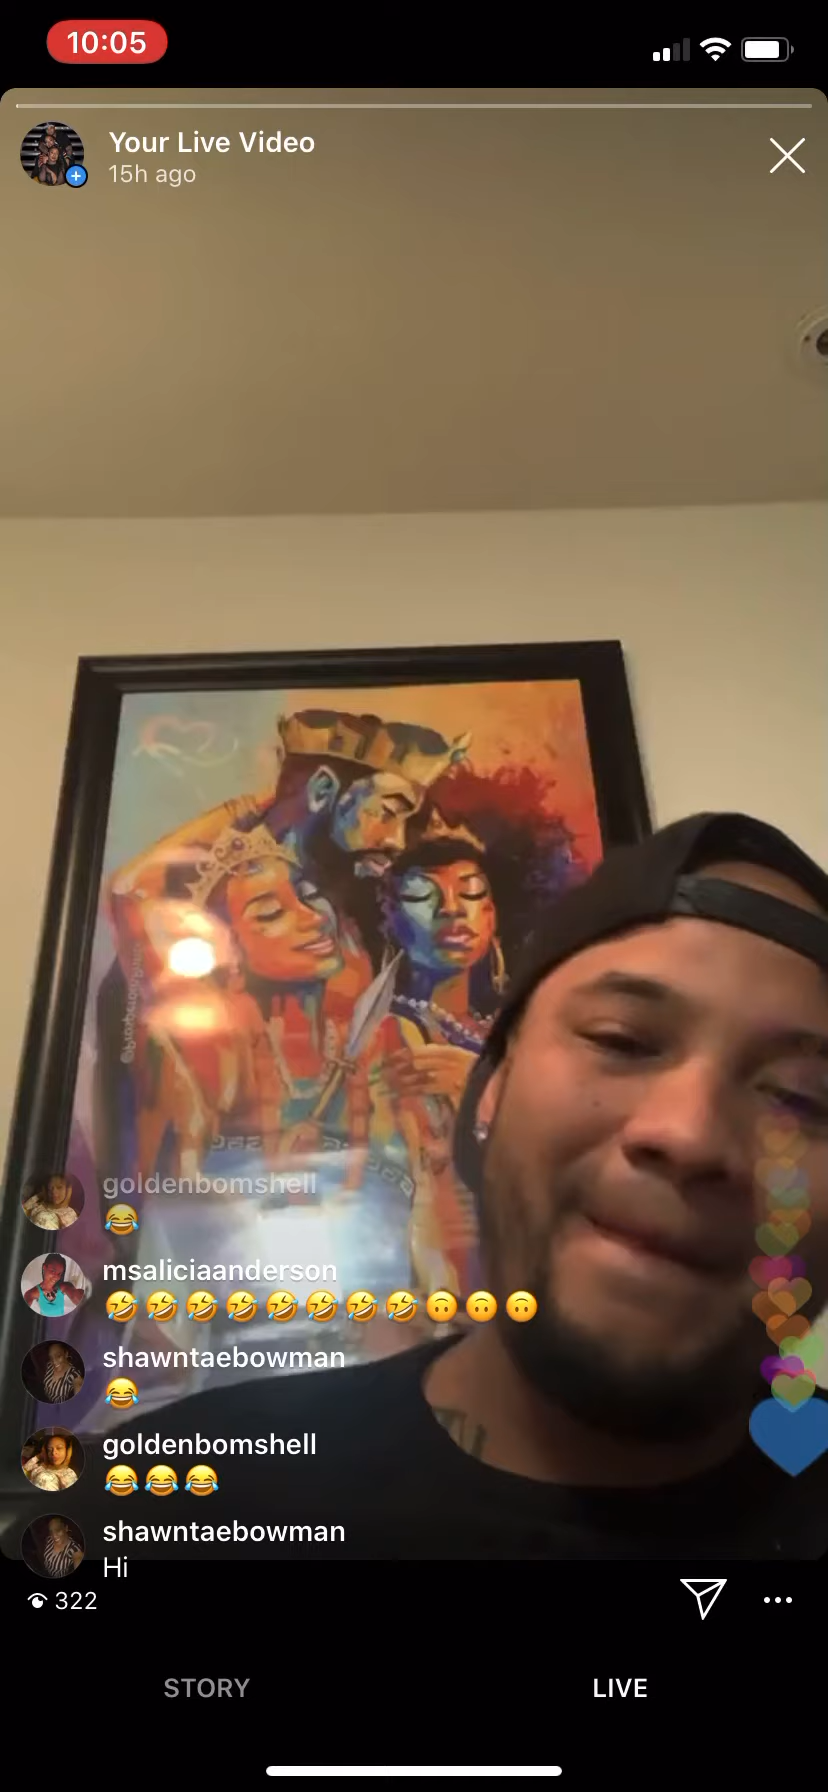 10:05
Your Live Video
15h ago
goldenbomshell
😂
msaliciaanderson
🤣🤣🤣🤣🤣🤣🤣🤣🙃🙃🙃
shawntaebowman
😂
goldenbomshell
😂😂😂
shawntaebowman
Hi
322
STORY
LIVE